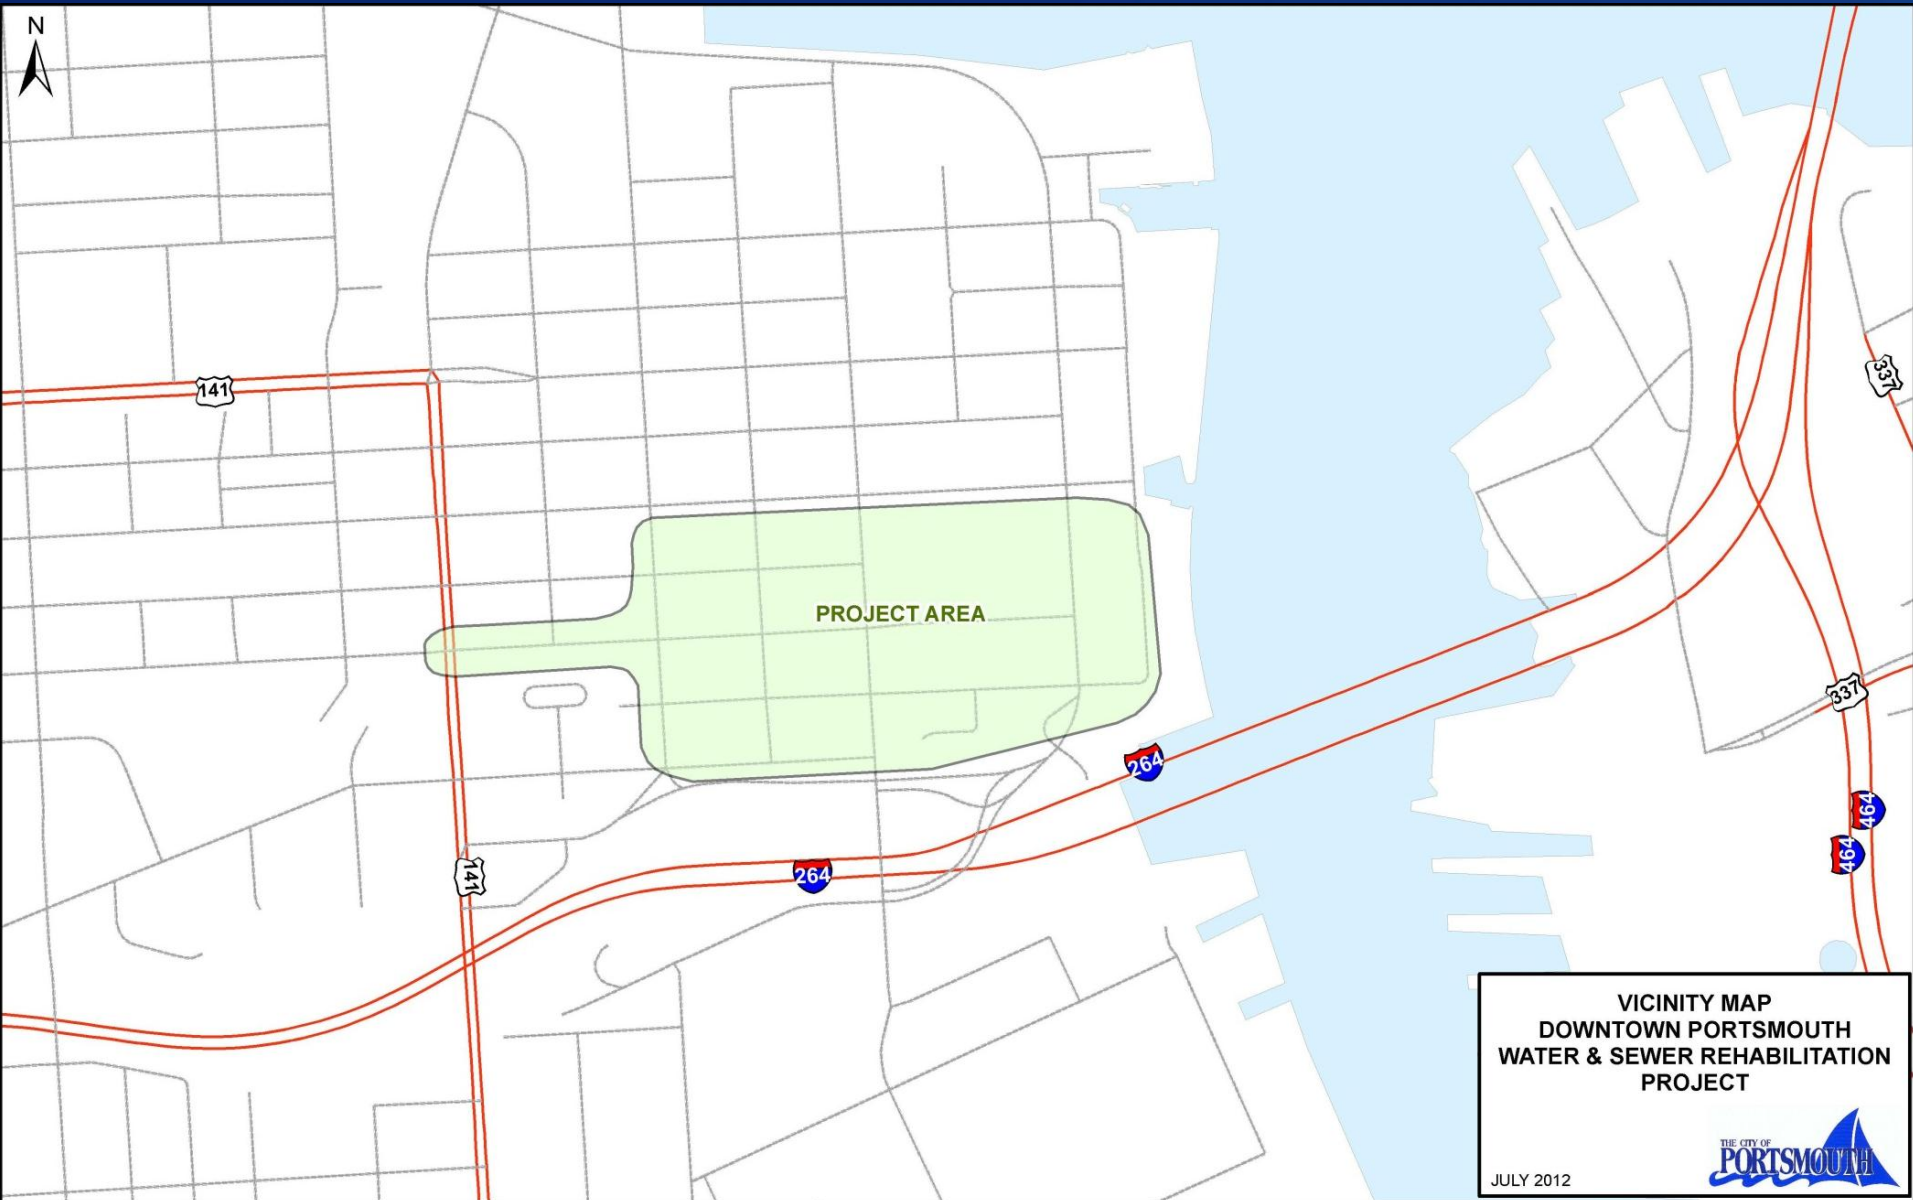 N
141
337
PROJECT AREA
337
264
464
464
264
141
VICINITY MAP
DOWNTOWN PORTSMOUTH
WATER & SEWER REHABILITATION
PROJECT
THE CITY OF
PORTSMOUTH
JULY 2012